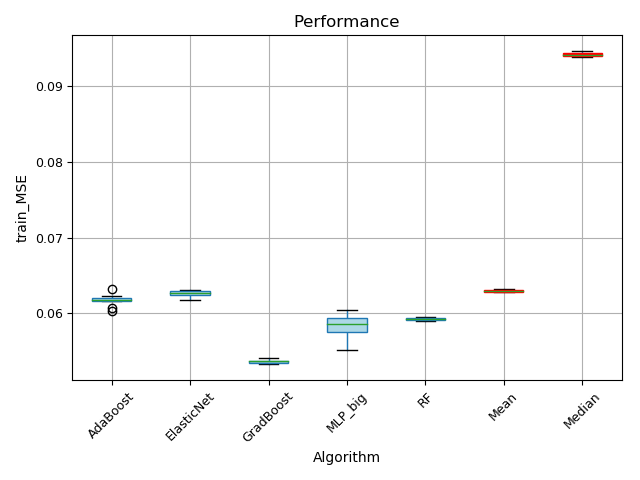 Performance
train_MSE
0.09
0.08
0.07
0.06
AdaBoost
ElasticNet
GradBoost
MLP_big
RF
Mean
Median
Algorithm